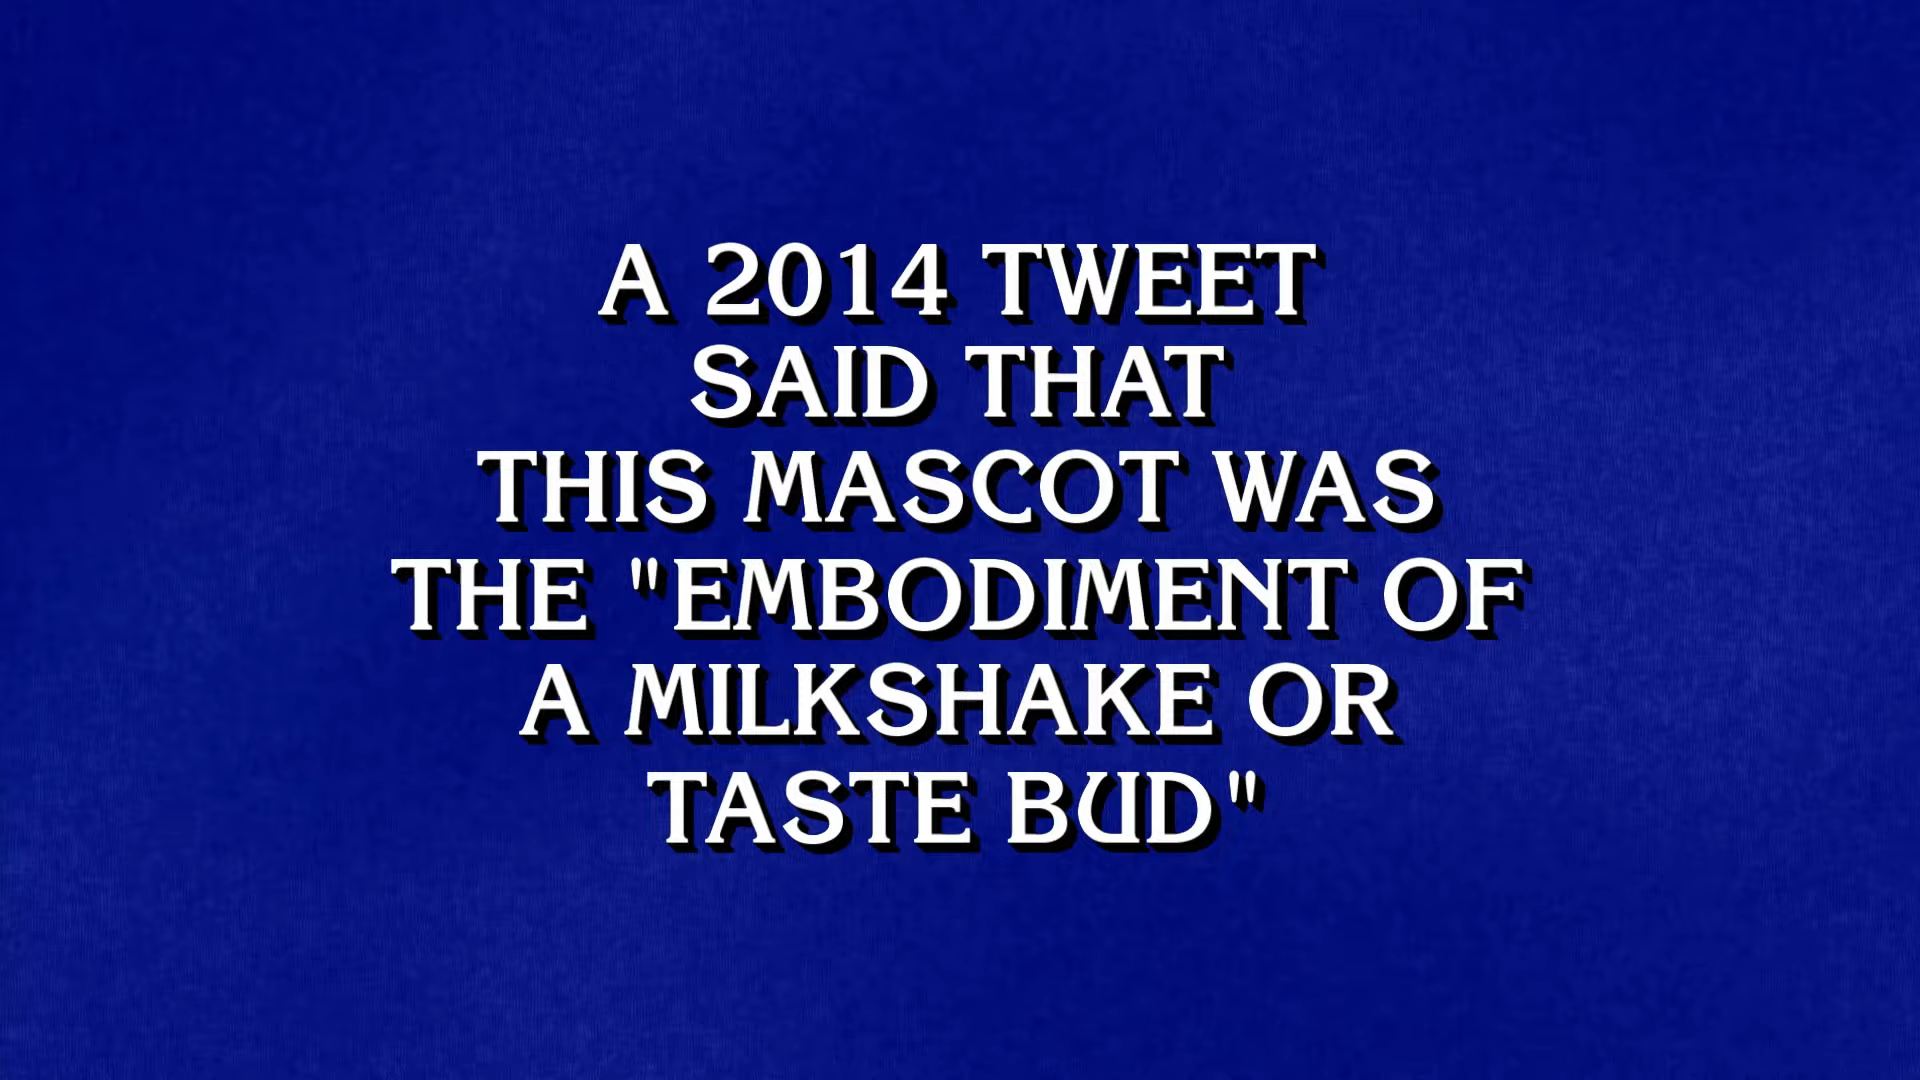 A 2014 TWEET
SAID THAT
THIS MASCOT WAS
THE "EMBODIMENT OF
A MILKSHAKE OR
TASTE BUD"